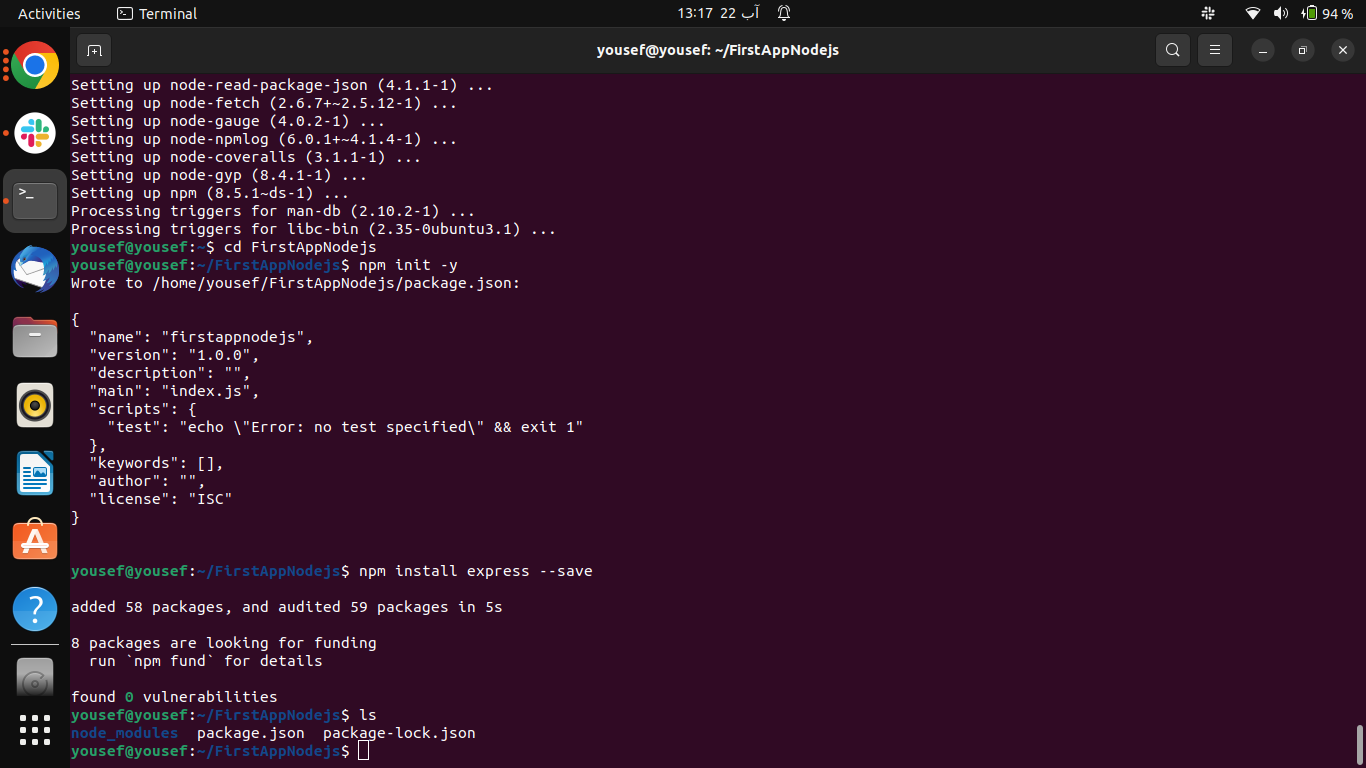 Activities
Terminal
13:17 22 آب
94 %
yousef@yousef: ~/FirstAppNodejs
Setting up node-read-package-json (4.1.1-1) ...
Setting up node-fetch (2.6.7+~2.5.12-1) ...
Setting up node-gauge (4.0.2-1) ...
Setting up node-npmlog (6.0.1+~4.1.4-1) ...
Setting up node-coveralls (3.1.1-1) ...
Setting up node-gyp (8.4.1-1) ...
Setting up npm (8.5.1~ds-1) ...
Processing triggers for man-db (2.10.2-1) ...
Processing triggers for libc-bin (2.35-0ubuntu3.1) ...
yousef@yousef:~$ cd FirstAppNodejs
yousef@yousef:~/FirstAppNodejs$ npm init -y
Wrote to /home/yousef/FirstAppNodejs/package.json:
{
  "name": "firstappnodejs",
  "version": "1.0.0",
  "description": "",
  "main": "index.js",
  "scripts": {
    "test": "echo \"Error: no test specified\" && exit 1"
  },
  "keywords": [],
  "author": "",
  "license": "ISC"
}
yousef@yousef:~/FirstAppNodejs$ npm install express --save
added 58 packages, and audited 59 packages in 5s
8 packages are looking for funding
  run `npm fund` for details
found 0 vulnerabilities
yousef@yousef:~/FirstAppNodejs$ ls
node_modules  package.json  package-lock.json
yousef@yousef:~/FirstAppNodejs$